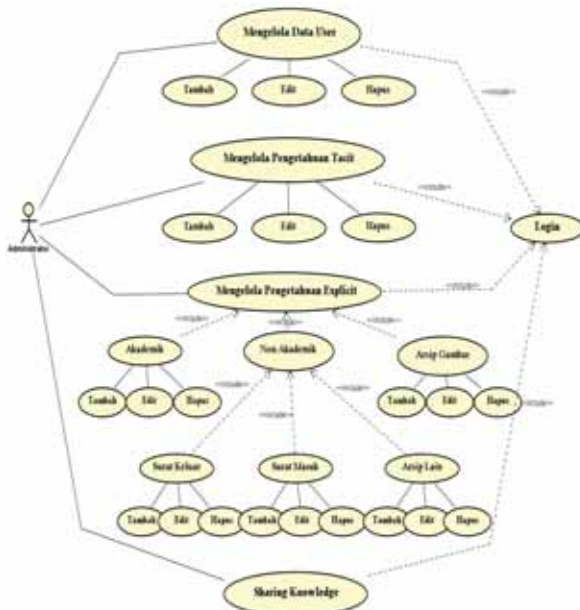 Mengelola Data User
Tambah
Edit
Hapus
Mengelola Pengetahuan Tacit
Tambah
Edit
Hapus
Login
Administrator
Mengelola Pengetahuan Explicit
Akademik
Non Akademik
Arsip Gambar
Tambah
Edit
Hapus
Tambah
Edit
Hapus
Surat Keluar
Surat Masuk
Arsip Lain
Tambah
Edit
Hapus
Tambah
Edit
Hapus
Tambah
Edit
Hapus
Sharing Knowledge